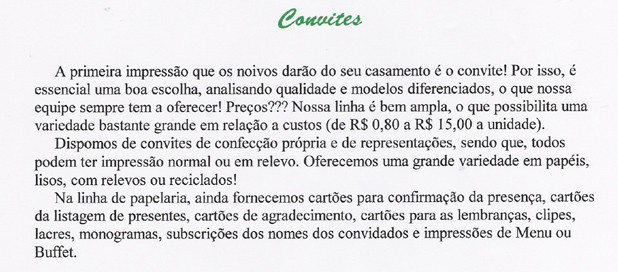 Convites
A primeira impressão que os noivos darão do seu casamento é o convite! Por isso, é
essencial uma boa escolha, analisando qualidade e modelos diferenciados, o que nossa
equipe sempre tem a oferecer! Preços??? Nossa linha é bem ampla, o que possibilita uma
variedade bastante grande em relação a custos (de R$ 0,80 a R$ 15,00 a unidade).
Dispomos de convites de confecção própria e de representações, sendo que, todos
podem ter impressão normal ou em relevo. Oferecemos uma grande variedade em papéis,
lisos, com relevos ou reciclados!
Na linha de papelaria, ainda fornecemos cartões para confirmação da presença, cartões
da listagem de presentes, cartões de agradecimento, cartões para as lembranças, clipes,
lacres, monogramas, subscrições dos nomes dos convidados e impressões de Menu ou
Buffet.